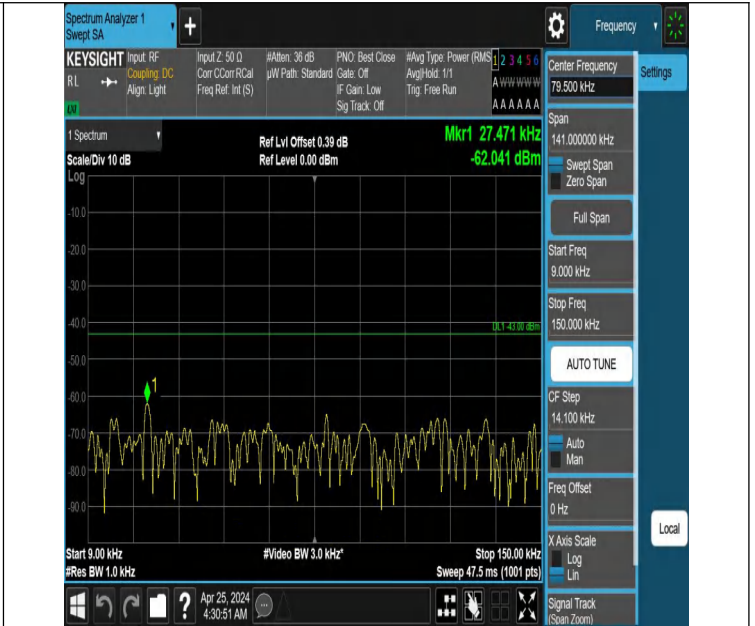 Spectrum Analyzer 1
Swept SA
Frequency
KEYSIGHT
RL
LXI
Input: RF
Coupling: DC
Align: Light
Input Z: 50 Ω
Corr CCorr RCal
Freq Ref: Int (S)
#Atten: 36 dB
µW Path: Standard
PNO: Best Close
Gate: Off
IF Gain: Low
Sig Track: Off
#Avg Type: Power (RMS
Avg|Hold: 1/1
Trig: Free Run
1 2 3 4 5 6
A W W W W W
A A A A A A
1 Spectrum
Scale/Div 10 dB
Log
Ref Lvl Offset 0.39 dB
Ref Level 0.00 dBm
Mkr1 27.471 kHz
-62.041 dBm
-10.0
-20.0
-30.0
-40.0
DL1 -43.00 dBm
-50.0
-60.0
1
-70.0
-80.0
-90.0
Start 9.00 kHz
#Res BW 1.0 kHz
#Video BW 3.0 kHz*
Stop 150.00 kHz
Sweep 47.5 ms (1001 pts)
Center Frequency
79.500 kHz
Settings
Span
141.000000 kHz
Swept Span
Zero Span
Full Span
Start Freq
9.000 kHz
Stop Freq
150.000 kHz
AUTO TUNE
CF Step
14.100 kHz
Auto
Man
Freq Offset
0 Hz
X Axis Scale
Log
Lin
Local
Signal Track
(Span Zoom)
?
Apr 25, 2024
4:30:51 AM